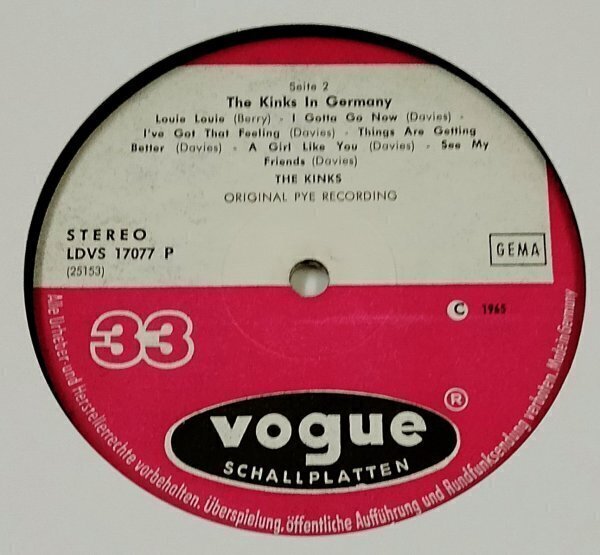 Seite 2
The Kinks In Germany
Louie Louie (Berry) - I Gotta Go Now (Davies) -
I've Got That Feeling (Davies) - Things Are Getting
Better (Davies) - A Girl Like You (Davies) - See My
Friends (Davies)
THE KINKS
ORIGINAL PYE RECORDING
STEREO
LDVS 17077 P
(25153)
GEMA
33
C 1965
vogue ®
SCHALLPLATTEN
Alle Urheber- und Herstellerrechte vorbehalten. Überspielung, öffentliche Aufführung und Rundfunksendung verboten. Made in Germany